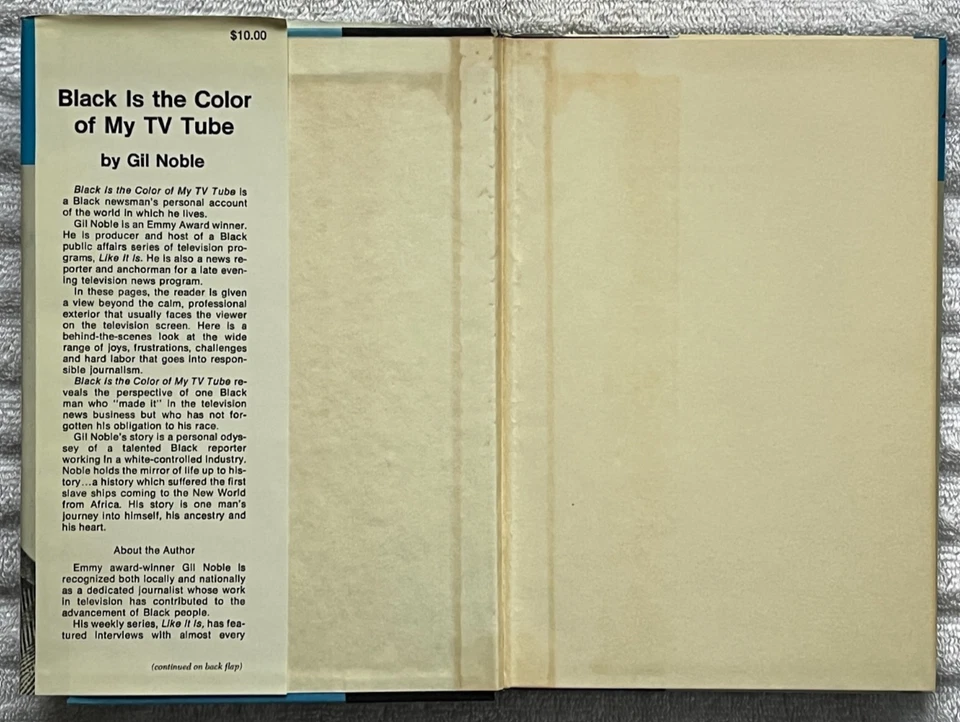 $10.00
Black Is the Color
of My TV Tube
by Gil Noble
Black Is the Color of My TV Tube is
a Black newsman's personal account
of the world in which he lives.
Gil Noble is an Emmy Award winner.
He is producer and host of a Black
public affairs series of television pro-
grams, Like It Is. He is also a news re-
porter and anchorman for a late even-
ing television news program.
In these pages, the reader is given
a view beyond the calm, professional
exterior that usually faces the viewer
on the television screen. Here is a
behind-the-scenes look at the wide
range of joys, frustrations, challenges
and hard labor that goes into respon-
sible journalism.
Black Is the Color of My TV Tube re-
veals the perspective of one Black
man who "made it" in the television
news business but who has not for-
gotten his obligation to his race.
Gil Noble's story is a personal odys-
sey of a talented Black reporter
working in a white-controlled industry.
Noble holds the mirror of life up to his-
tory...a history which suffered the first
slave ships coming to the New World
from Africa. His story is one man's
journey into himself, his ancestry and
his heart.
About the Author
Emmy award-winner Gil Noble is
recognized both locally and nationally
as a dedicated journalist whose work
in television has contributed to the
advancement of Black people.
His weekly series, Like It Is, has fea-
tured interviews with almost every
(continued on back flap)